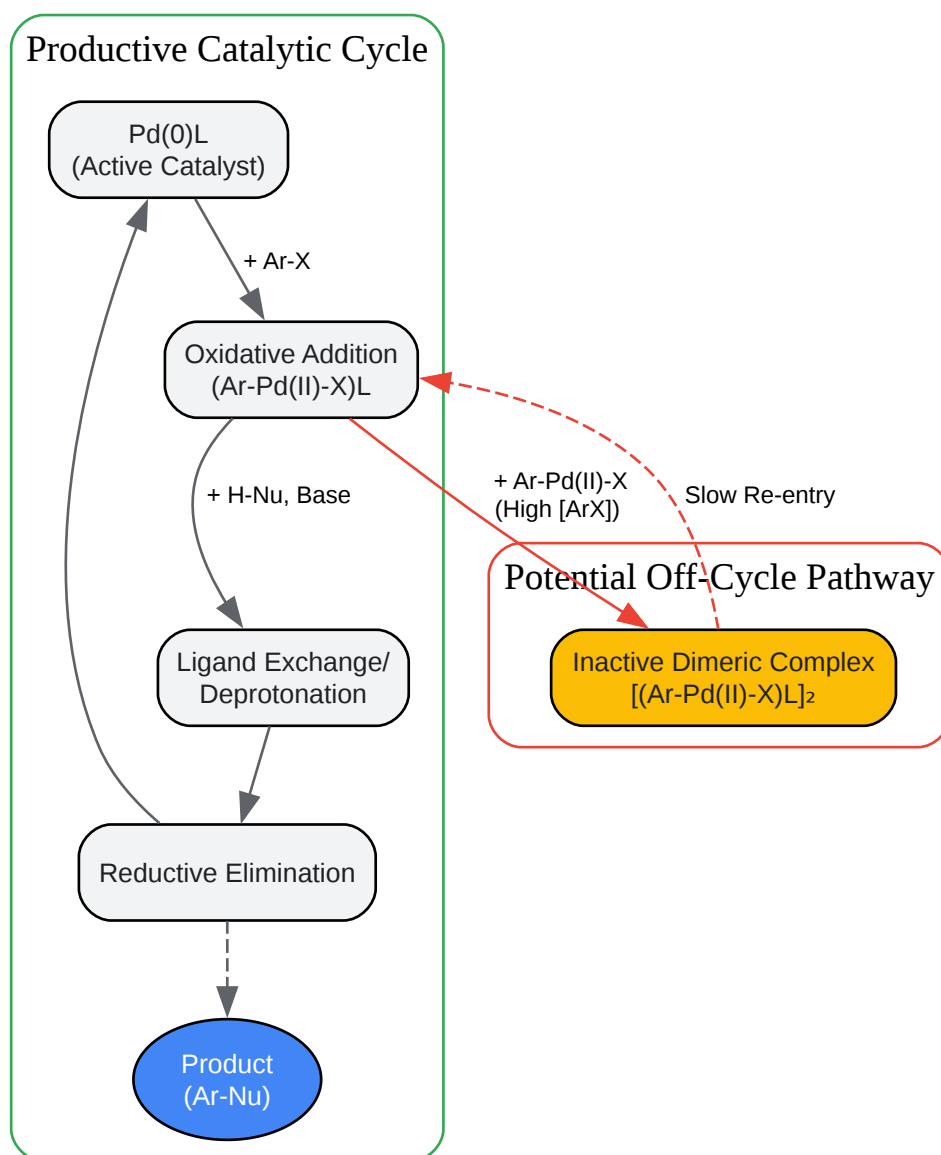 Productive Catalytic Cycle
Pd(0)L
(Active Catalyst)
+ Ar-X
Oxidative Addition
(Ar-Pd(II)-X)L
+ H-Nu, Base
+ Ar-Pd(II)-X
(High [ArX])
Slow Re-entry
Potential Off-Cycle Pathway
Inactive Dimeric Complex
[(Ar-Pd(II)-X)L]₂
Ligand Exchange/
Deprotonation
Reductive Elimination
Product
(Ar-Nu)